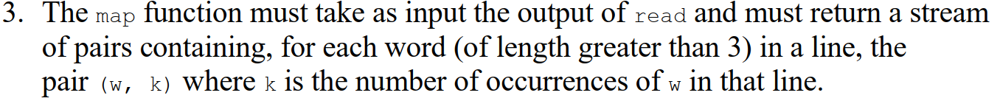 3. The map function must take as input the output of read and must return a stream
of pairs containing, for each word (of length greater than 3) in a line, the
pair (w, k) where k is the number of occurrences of w in that line.